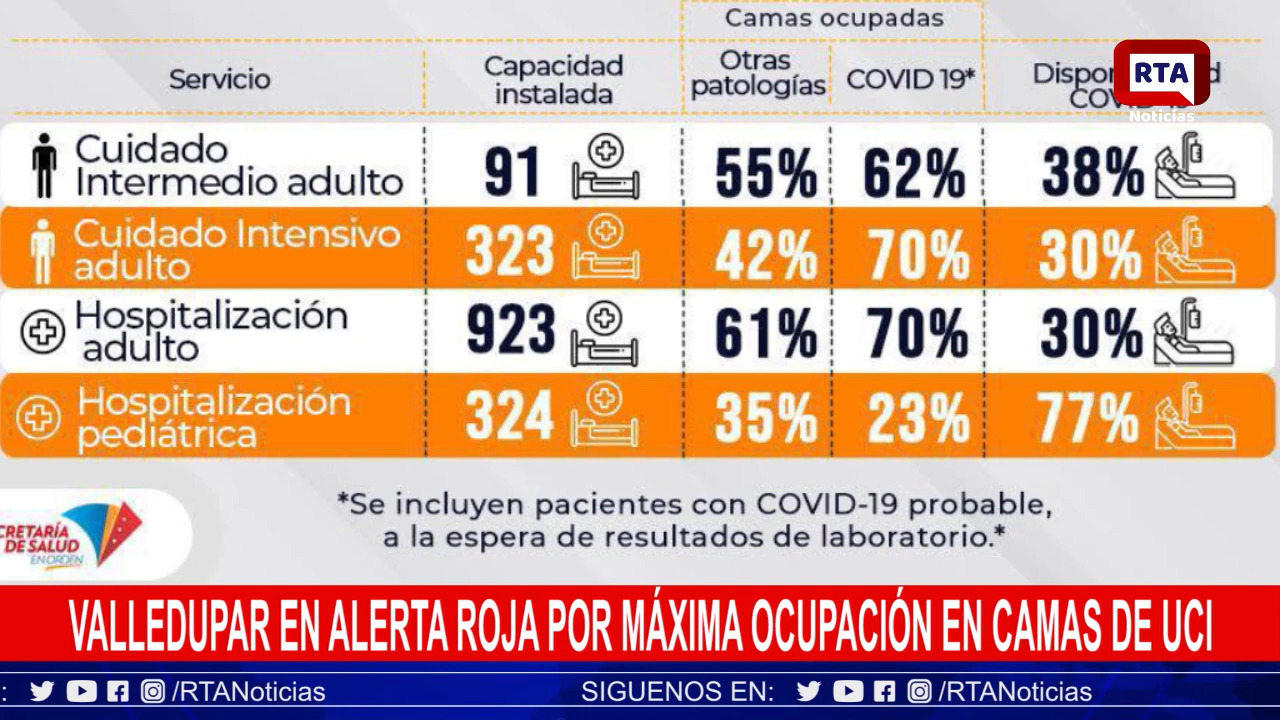 Camas ocupadas
Servicio
Capacidad
instalada
Otras
patologías
COVID 19*
RTA
Noticias
Cuidado
Intermedio adulto
91
55%
62%
38%
Cuidado Intensivo
adulto
323
42%
70%
30%
Hospitalización
adulto
923
61%
70%
30%
Hospitalización
pediátrica
324
35%
23%
77%
*Se incluyen pacientes con COVID-19 probable,
a la espera de resultados de laboratorio.*
DE SALUD
EN ORDEN
VALLEDUPAR EN ALERTA ROJA POR MÁXIMA OCUPACIÓN EN CAMAS DE UCI
: /RTANoticias SIGUENOS EN: /RTANoticias